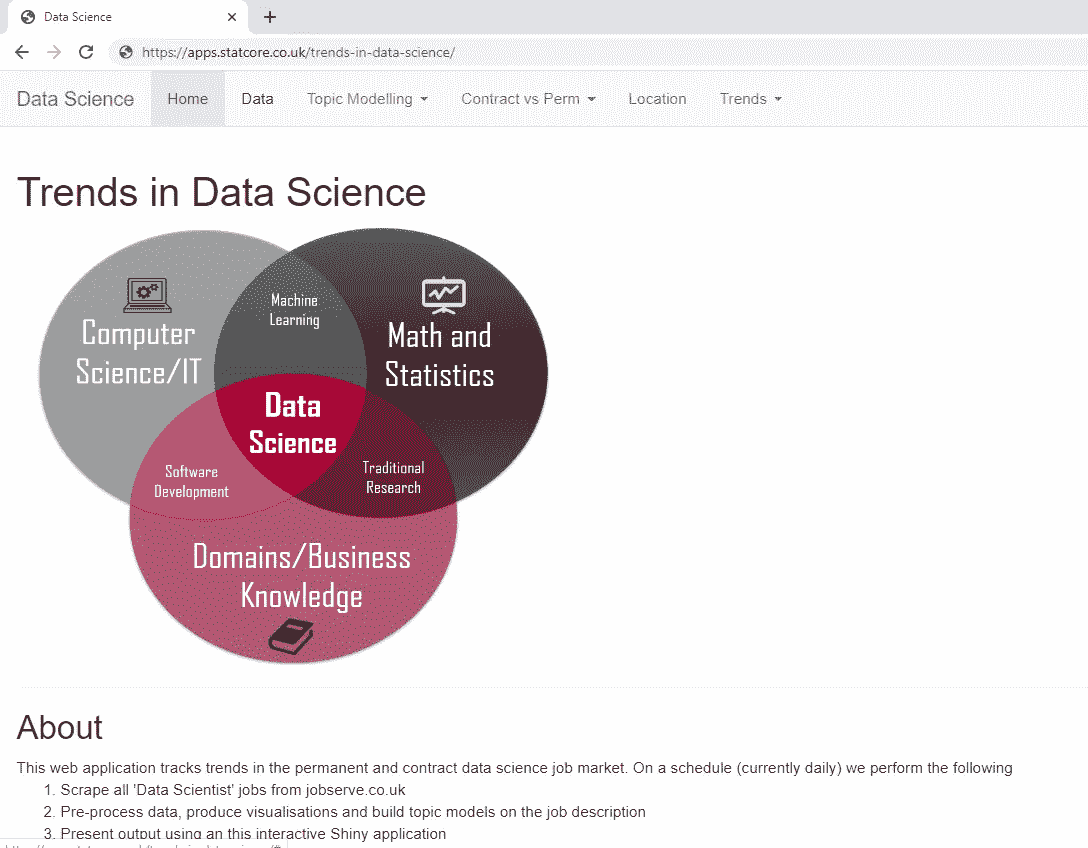 Data Science
https://apps.statcore.co.uk/trends-in-data-science/
Data Science Home Data Topic Modelling Contract vs Perm Location Trends
Trends in Data Science
Machine
Learning
Computer
Science/IT
Math and
Statistics
Data
Science
Software
Development
Traditional
Research
Domains/Business
Knowledge
About
This web application tracks trends in the permanent and contract data science job market. On a schedule (currently daily) we perform the following
1. Scrape all 'Data Scientist' jobs from jobserve.co.uk
2. Pre-process data, produce visualisations and build topic models on the job description
3. Present output using an this interactive Shiny application